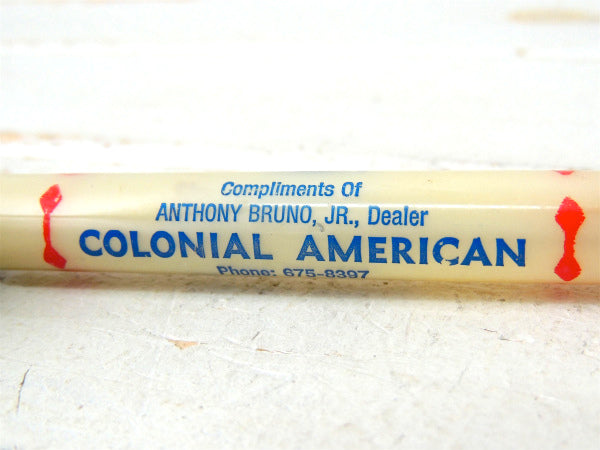 Compliments Of
ANTHONY BRUNO, JR., Dealer
COLONIAL AMERICAN
Phone: 675-8397